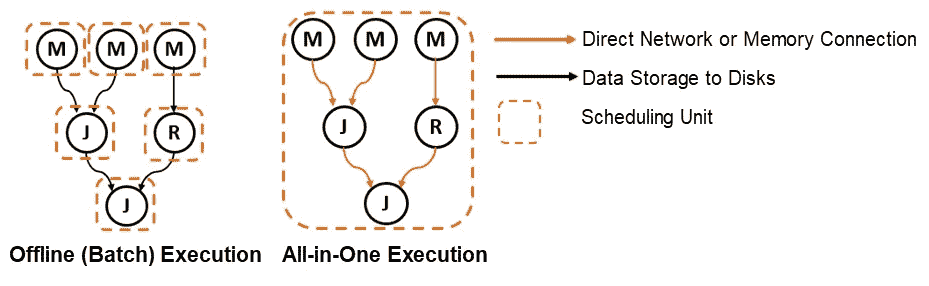 M M M
J R
J
Offline (Batch) Execution
M M M
J R
J
All-in-One Execution
Direct Network or Memory Connection
Data Storage to Disks
Scheduling Unit